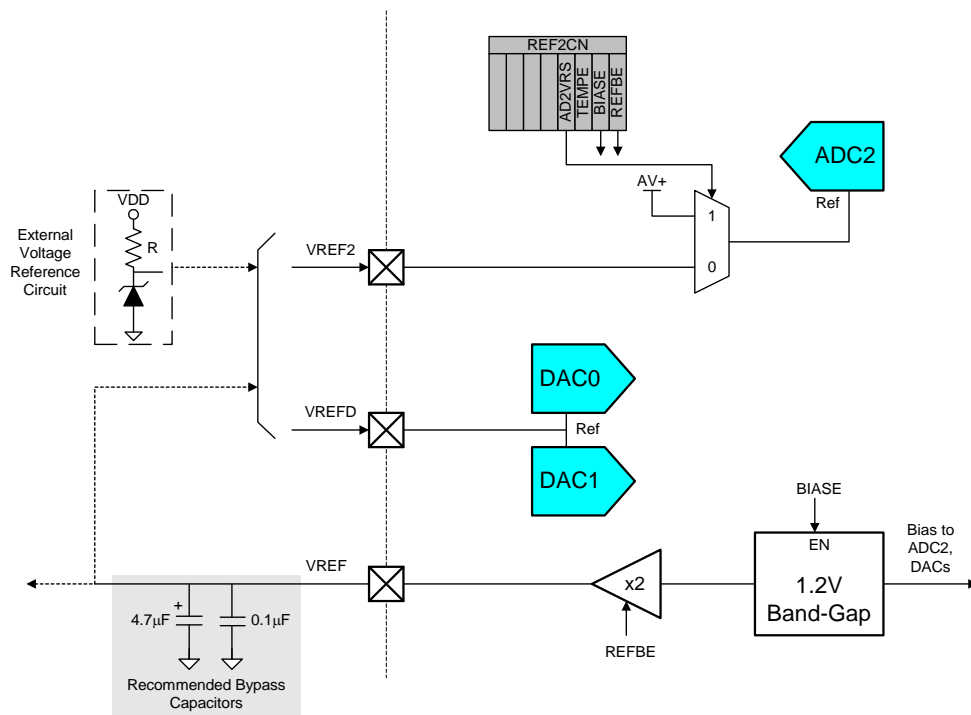 REF2CN
AD2VRS
TEMPE
BIASE
REFBE
ADC2
AV+
Ref
1
0
VDD
R
External
Voltage
Reference
Circuit
VREF2
DAC0
VREFD
Ref
DAC1
BIASE
EN
1.2V
Band-Gap
Bias to
ADC2,
DACs
VREF
x2
REFBE
+
4.7μF
0.1μF
Recommended Bypass
Capacitors